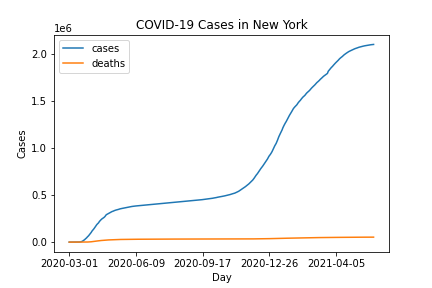 COVID-19 Cases in New York
1e6
cases
deaths
2.0
1.5
1.0
0.5
0.0
Cases
2020-03-01 2020-06-09 2020-09-17 2020-12-26 2021-04-05
Day